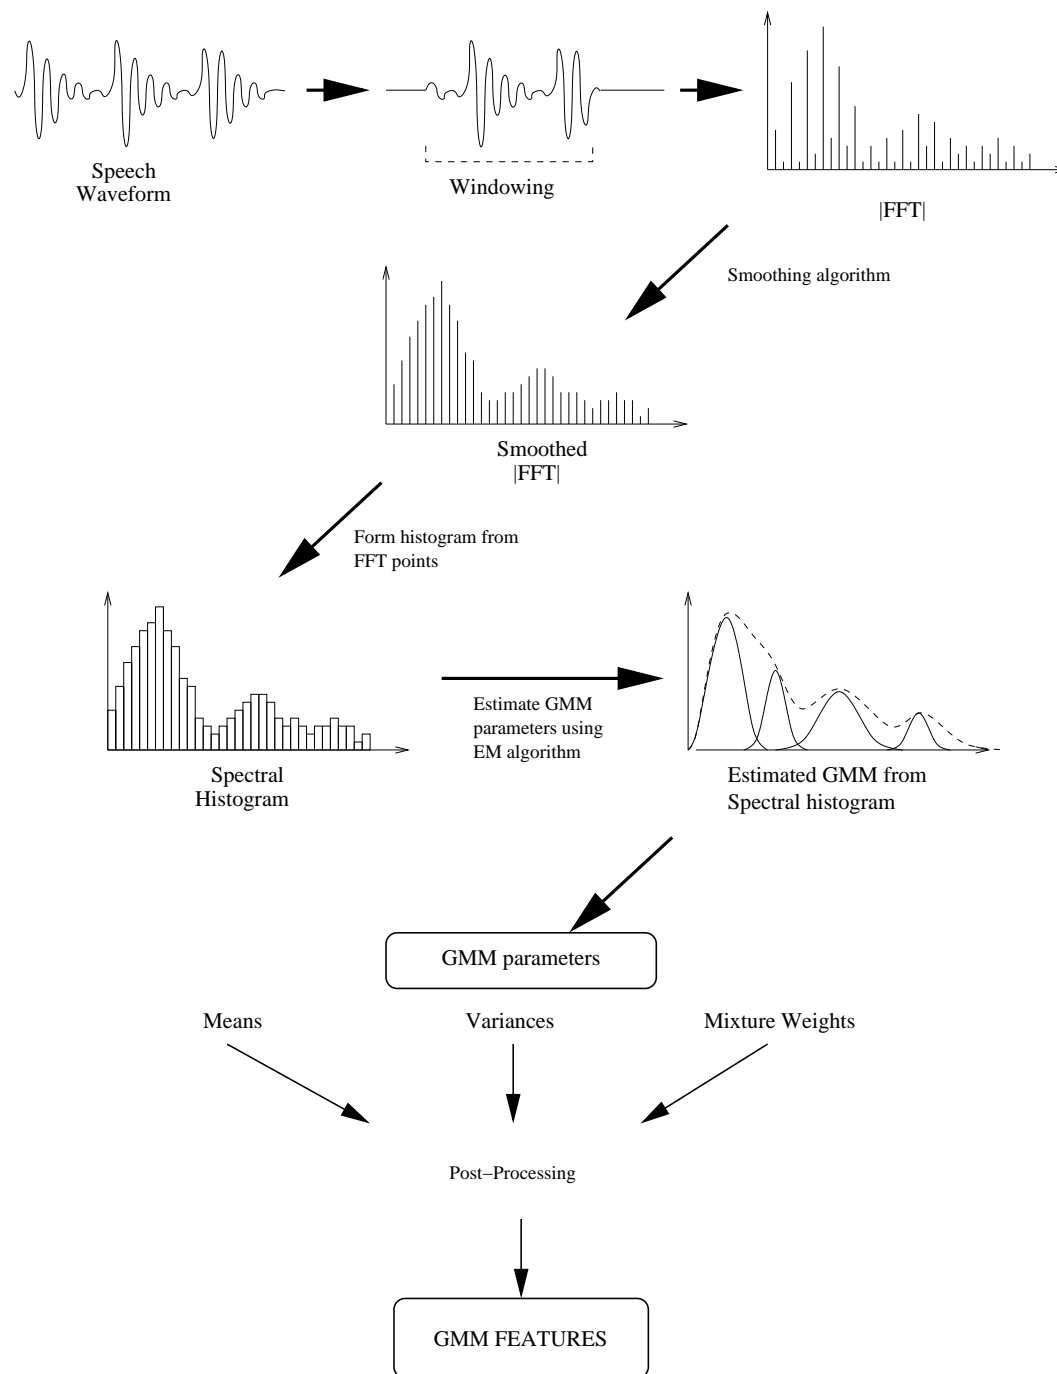 Speech
Waveform
Windowing
|FFT|
Smoothing algorithm
Smoothed
|FFT|
Form histogram from
FFT points
Spectral
Histogram
Estimate GMM
parameters using
EM algorithm
Estimated GMM from
Spectral histogram
GMM parameters
Means
Variances
Mixture Weights
Post−Processing
GMM FEATURES